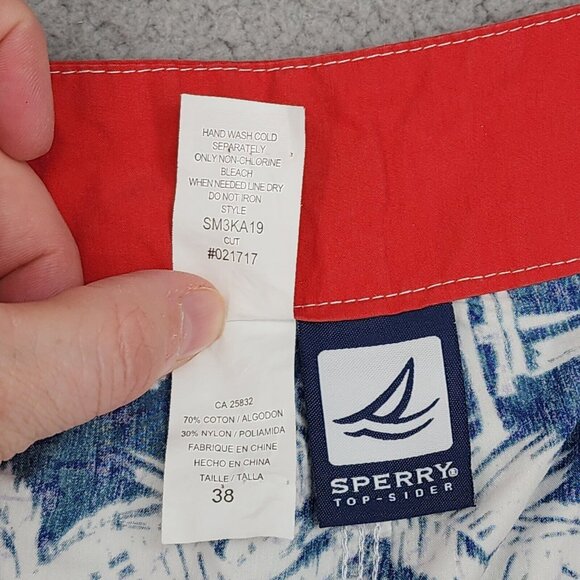 HAND WASH COLD
SEPARATELY
ONLY NON-CHLORINE
BLEACH
WHEN NEEDED LINE DRY
DO NOT IRON
STYLE
SM3KA19
CUT
#021717
CA 25832
70% COTTON / ALGODON
30% NYLON / POLIAMIDA
FABRIQUE EN CHINE
HECHO EN CHINA
TAILLE / TALLA
38
SPERRY®
TOP-SIDER